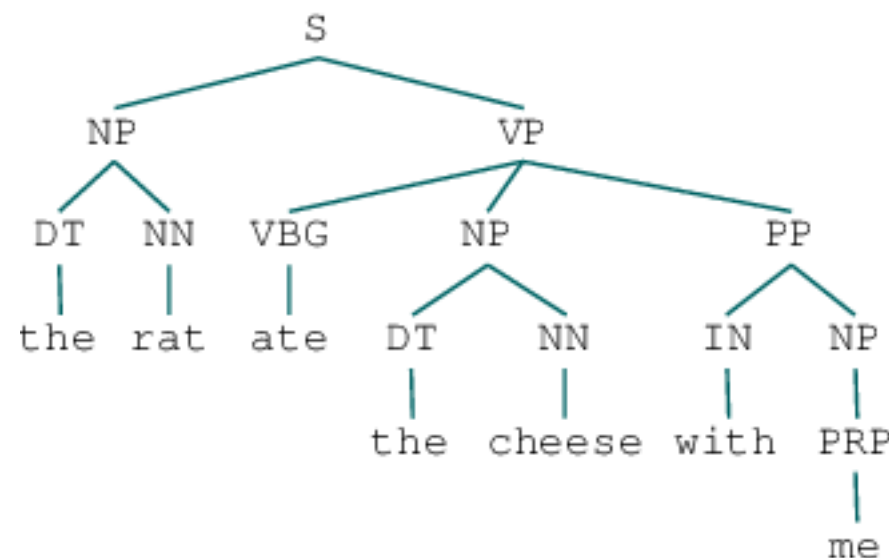 S
NP VP
DT NN VBG NP PP
the rat ate DT NN IN NP
the cheese with PRP
me